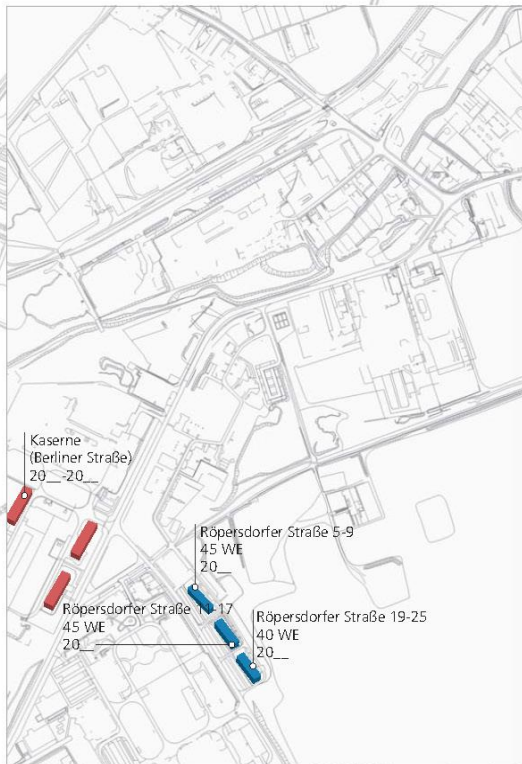 Kaserne
(Berliner Straße)
20__-20__
Röpersdorfer Straße 5-9
45 WE
20__
Röpersdorfer Straße 11-17
45 WE
20__
Röpersdorfer Straße 19-25
40 WE
20__